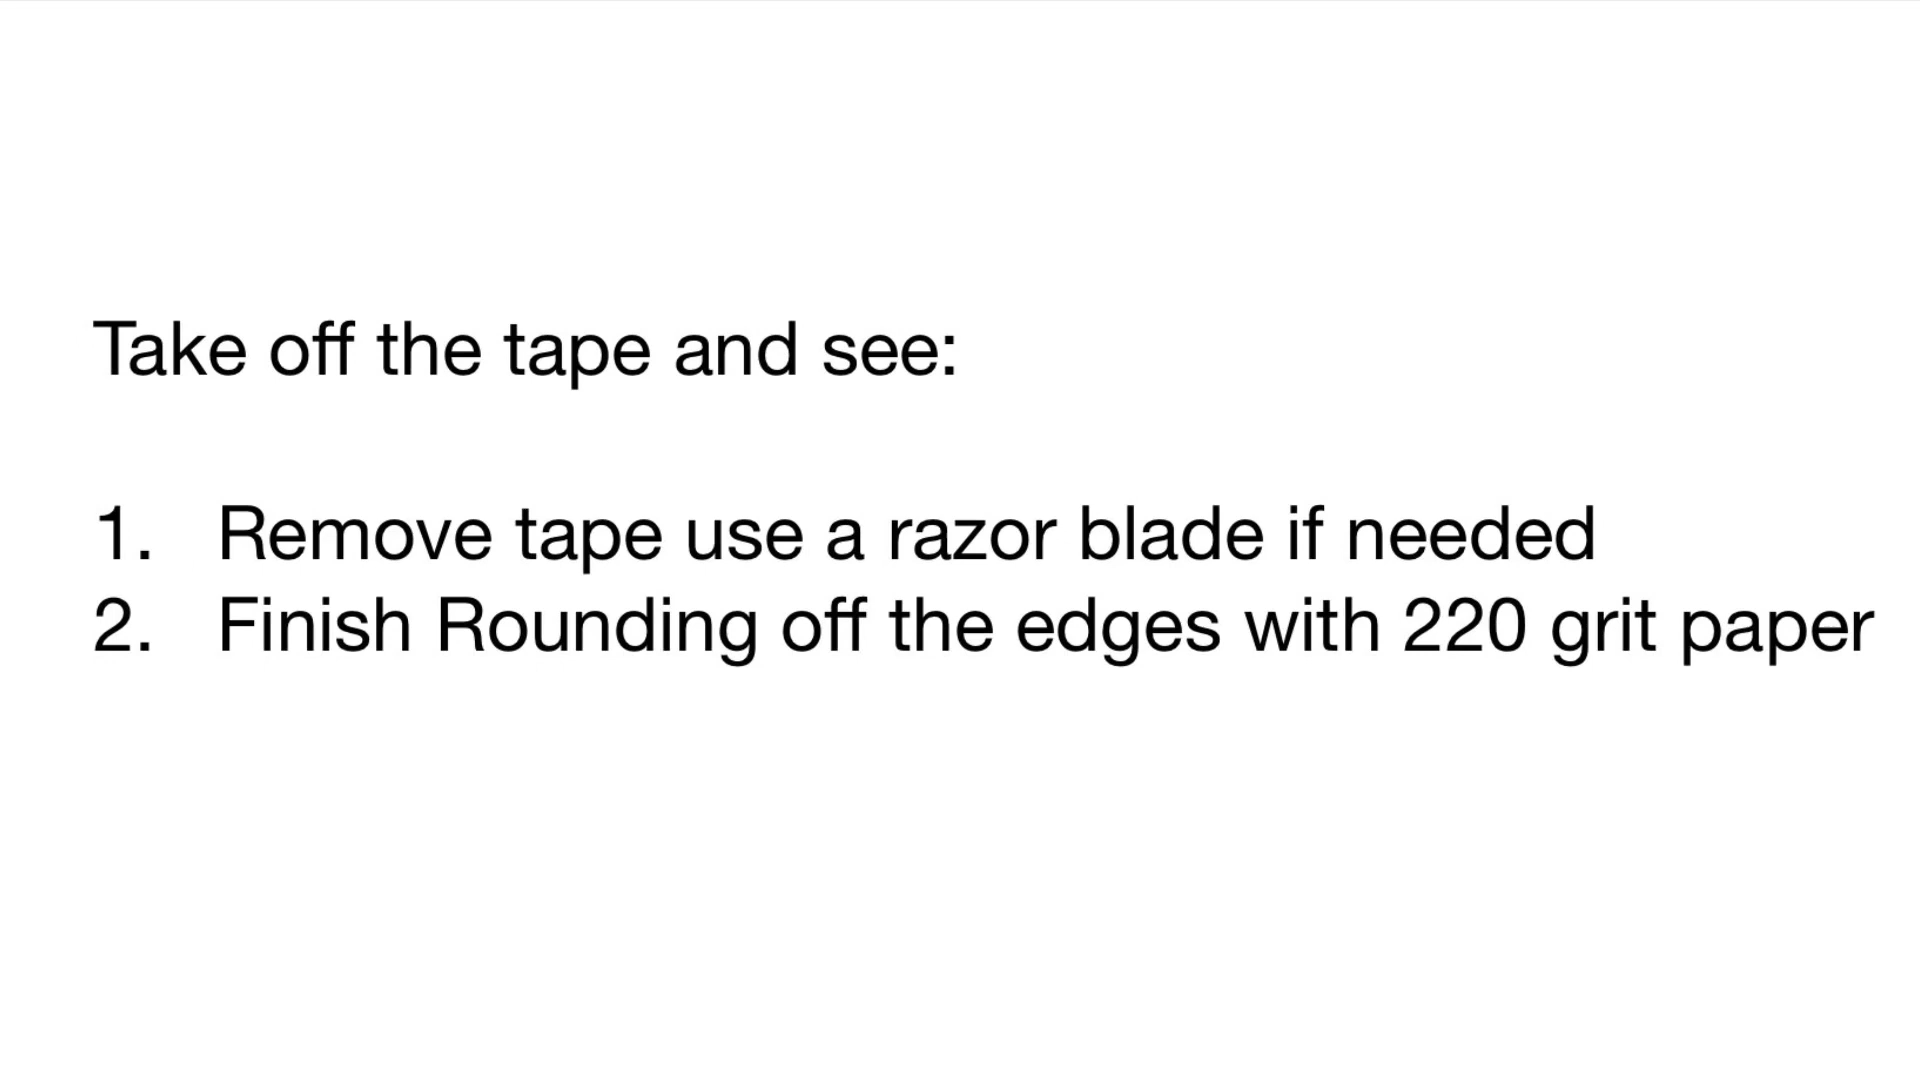 Take off the tape and see:
1. Remove tape use a razor blade if needed
2. Finish Rounding off the edges with 220 grit paper